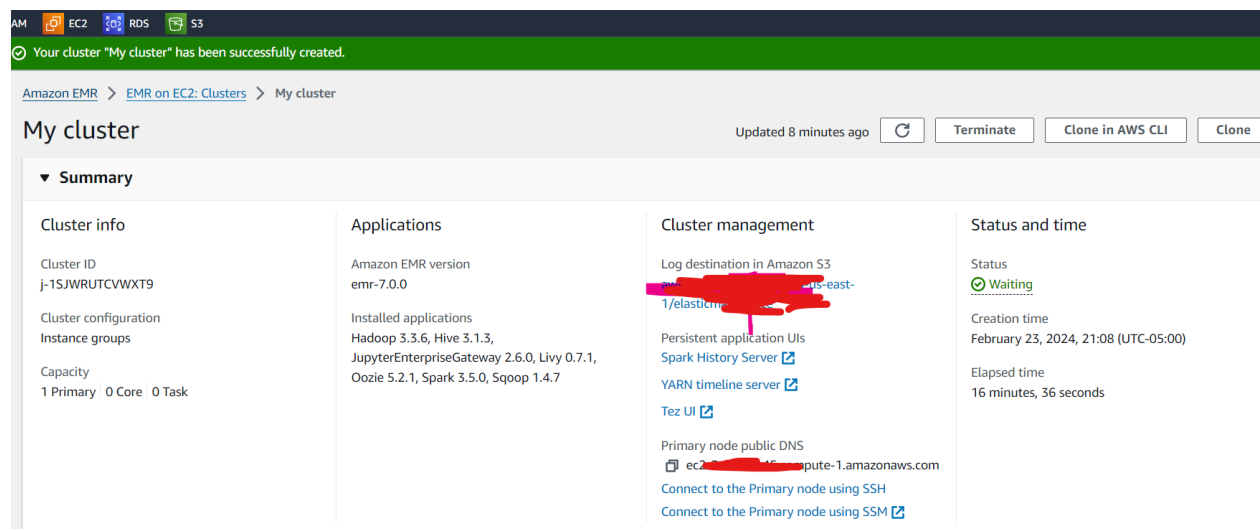 AM EC2 RDS S3
Your cluster "My cluster" has been successfully created.
Amazon EMR > EMR on EC2: Clusters > My cluster
My cluster
Updated 8 minutes ago Terminate Clone in AWS CLI Clone
Summary
Cluster info
Cluster ID
j-1SJWRUTCVWXT9
Cluster configuration
Instance groups
Capacity
1 Primary 0 Core 0 Task
Applications
Amazon EMR version
emr-7.0.0
Installed applications
Hadoop 3.3.6, Hive 3.1.3,
JupyterEnterpriseGateway 2.6.0, Livy 0.7.1,
Oozie 5.2.1, Spark 3.5.0, Sqoop 1.4.7
Cluster management
Log destination in Amazon S3
us-east-
Persistent application UIs
Spark History Server
YARN timeline server
Tez UI
Primary node public DNS
compute-1.amazonaws.com
Connect to the Primary node using SSH
Connect to the Primary node using SSM
Status and time
Status
Waiting
Creation time
February 23, 2024, 21:08 (UTC-05:00)
Elapsed time
16 minutes, 36 seconds